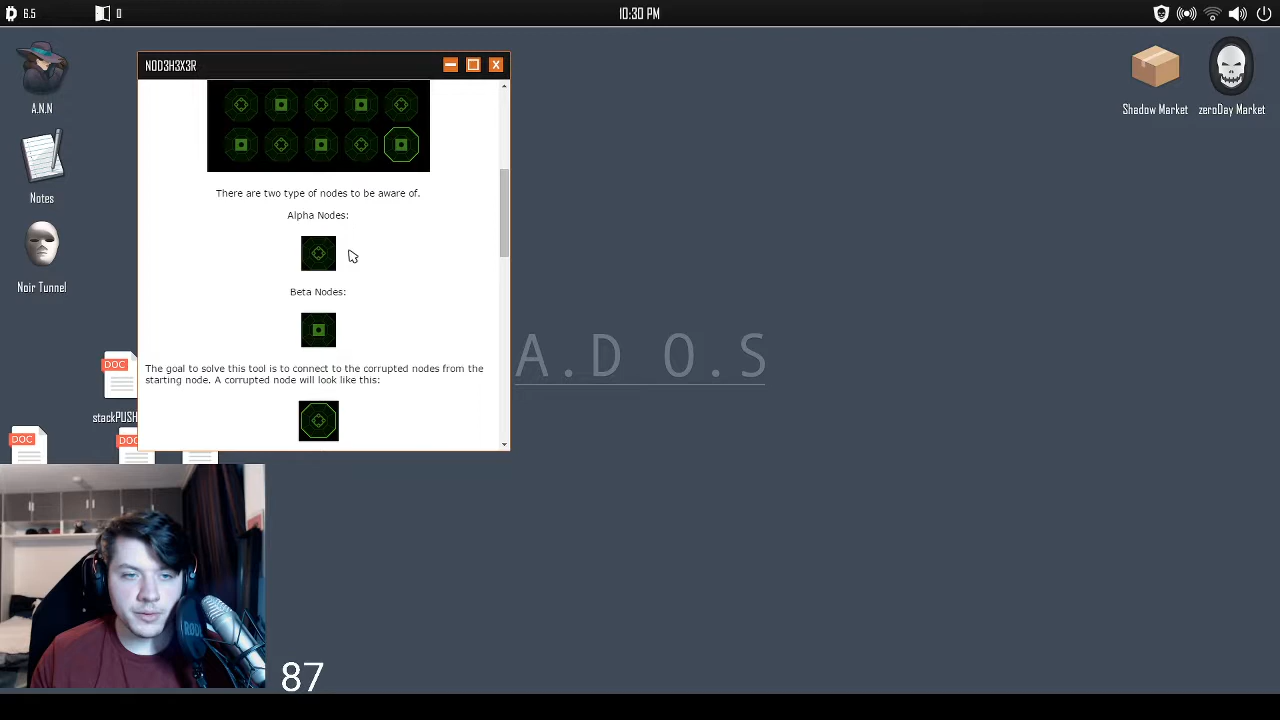 6.5
0
10:30 PM
A.N.N
Notes
Noir Tunnel
DOC
stackPUSH
DOC
DOC
Shadow Market
zeroDay Market
N0D3H3X3R
X
There are two type of nodes to be aware of.
Alpha Nodes:
Beta Nodes:
The goal to solve this tool is to connect to the corrupted nodes from the
starting node. A corrupted node will look like this:
A.D O.S
RØDE
87